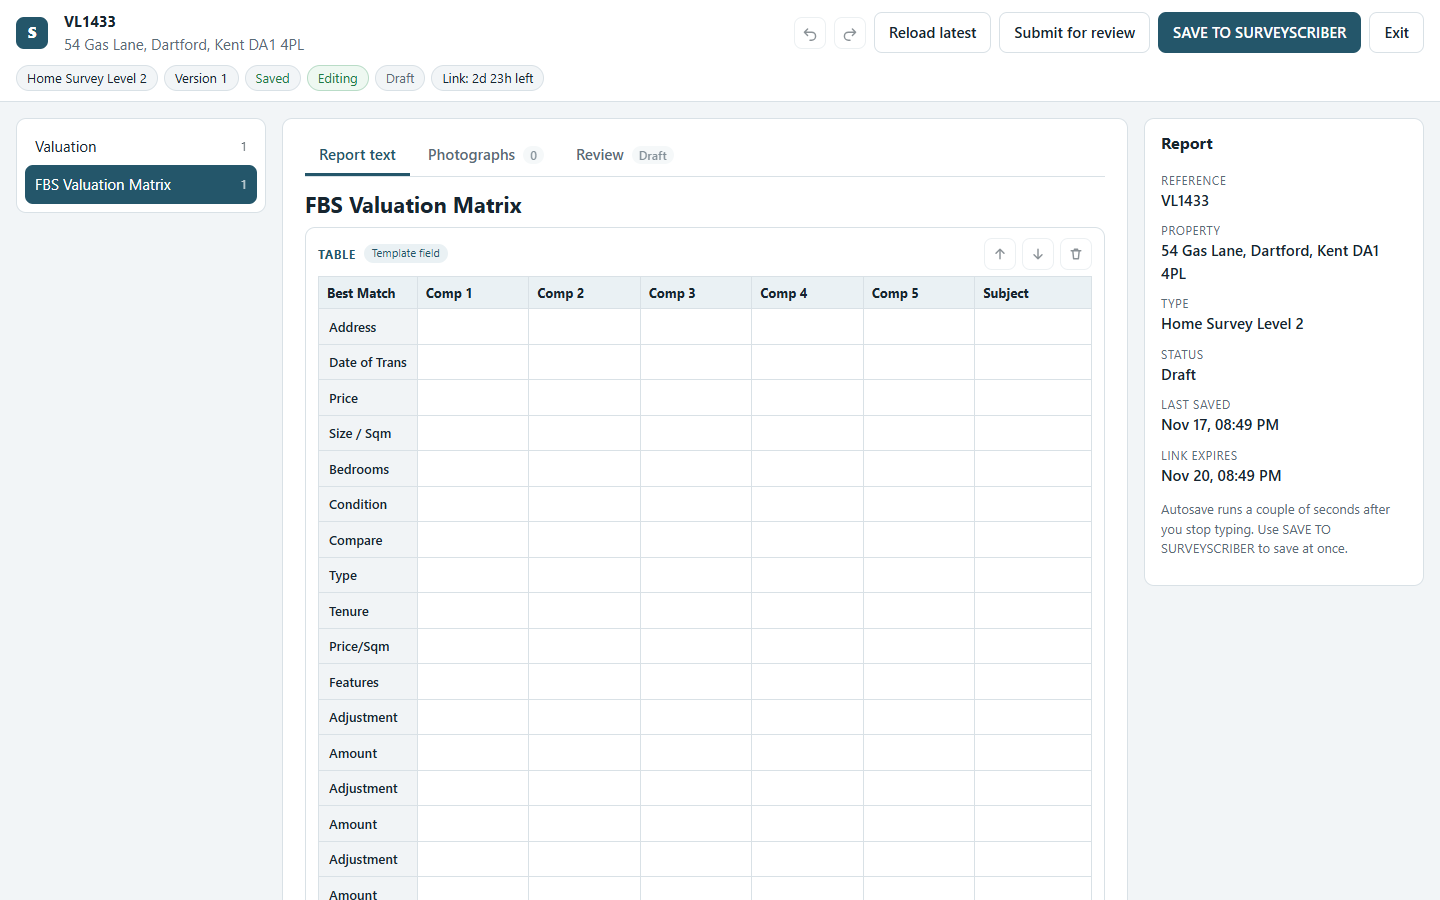 S
VL1433
54 Gas Lane, Dartford, Kent DA1 4PL
Reload latest
Submit for review
SAVE TO SURVEYSCRIBER
Exit
Home Survey Level 2
Version 1
Saved
Editing
Draft
Link: 2d 23h left
Valuation 1
FBS Valuation Matrix 1
Report text
Photographs 0
Review Draft
FBS Valuation Matrix
TABLE Template field
Best Match Comp 1 Comp 2 Comp 3 Comp 4 Comp 5 Subject
Address
Date of Trans
Price
Size / Sqm
Bedrooms
Condition
Compare
Type
Tenure
Price/Sqm
Features
Adjustment
Amount
Adjustment
Amount
Adjustment
Amount
Report
REFERENCE
VL1433
PROPERTY
54 Gas Lane, Dartford, Kent DA1
4PL
TYPE
Home Survey Level 2
STATUS
Draft
LAST SAVED
Nov 17, 08:49 PM
LINK EXPIRES
Nov 20, 08:49 PM
Autosave runs a couple of seconds after
you stop typing. Use SAVE TO
SURVEYSCRIBER to save at once.